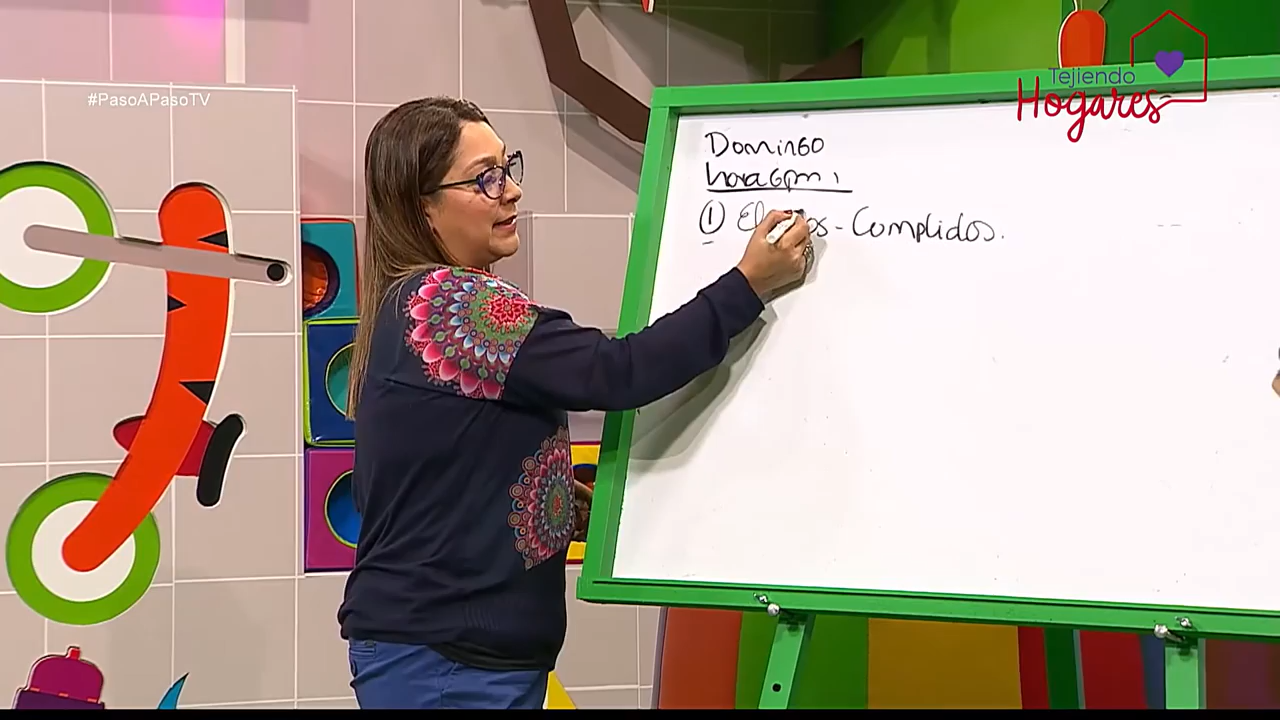 #PasoAPasoTV
Tejiendo
Hogares
Domingo
hora 6pm.
① - Cumplidos.